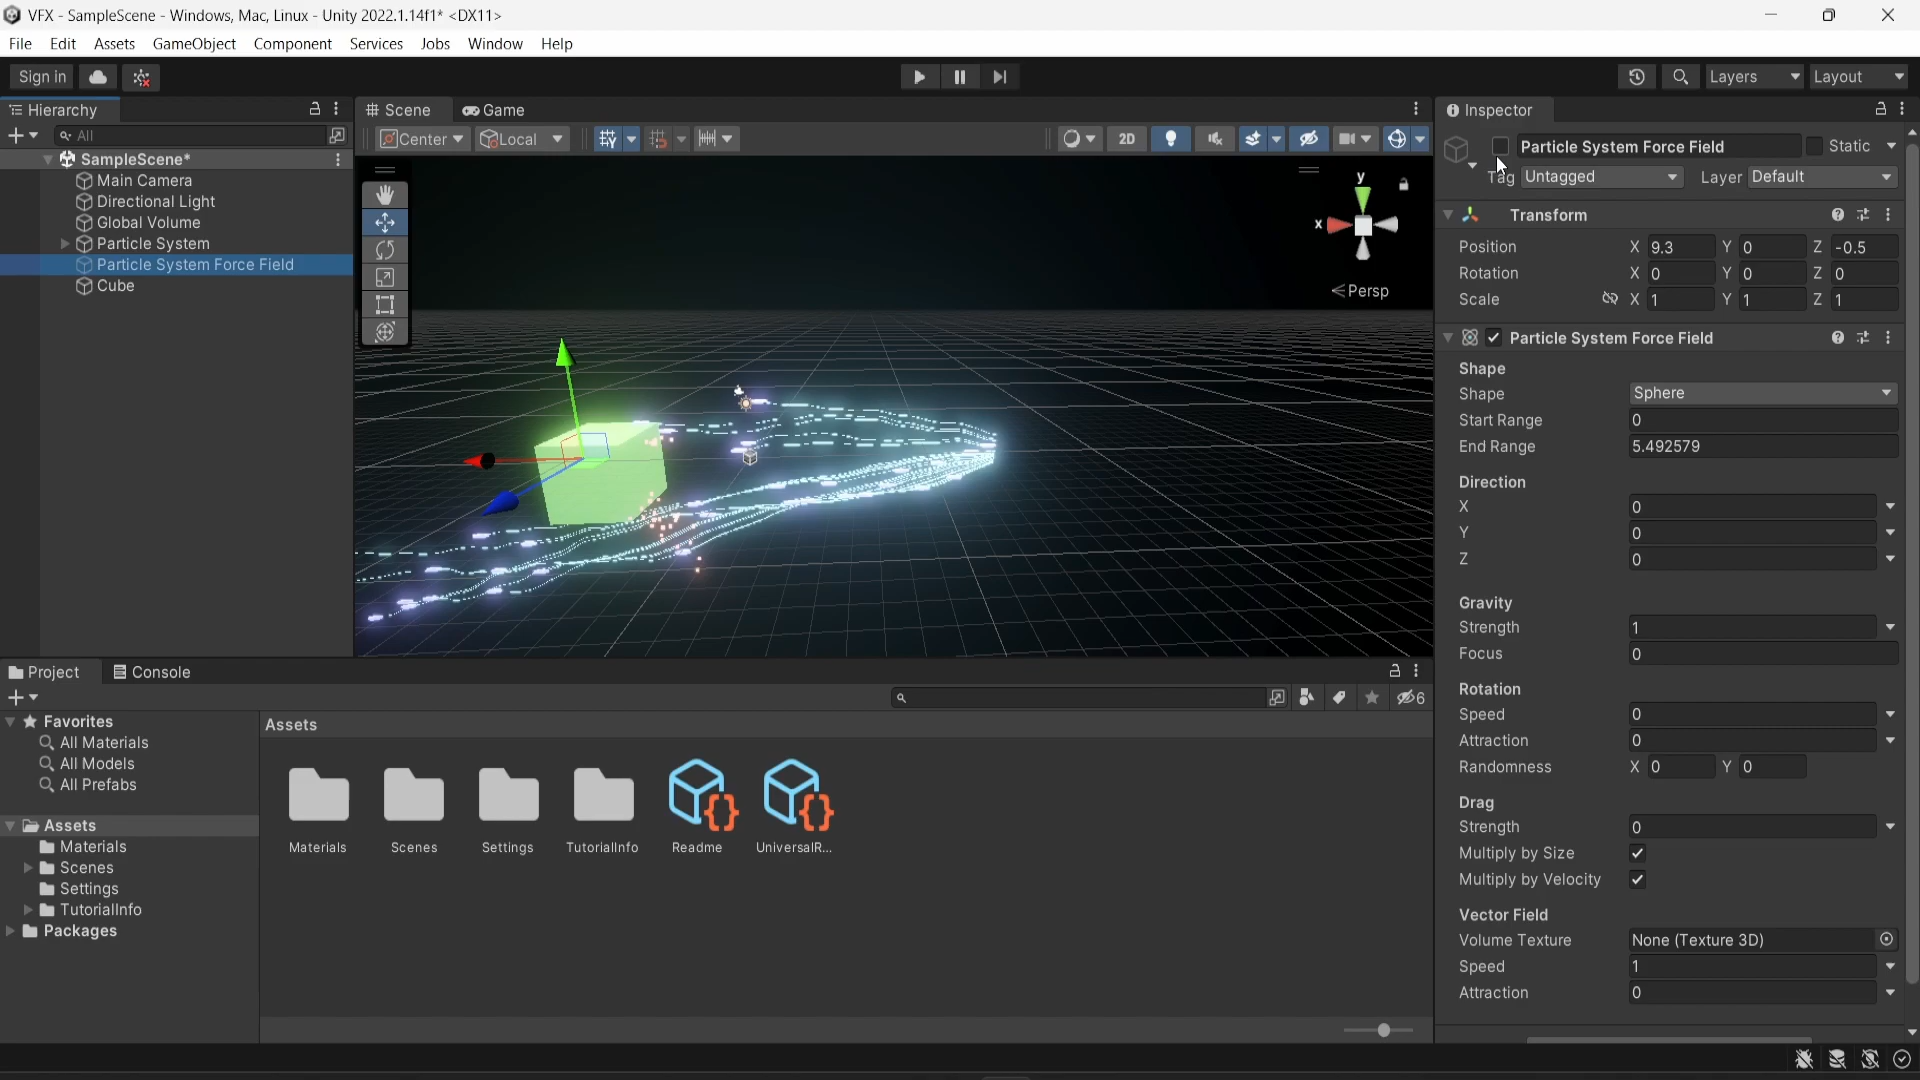 VFX - SampleScene - Windows, Mac, Linux - Unity 2022.1.14f1* <DX11>
File Edit Assets GameObject Component Services Jobs Window Help
Sign in
Layers
Layout
Hierarchy
All
SampleScene*
Main Camera
Directional Light
Global Volume
Particle System
Particle System Force Field
Cube
Scene Game
Center Local 2D
y
x
Persp
Inspector
Particle System Force Field Static
Tag Untagged Layer Default
Transform
Position X 9.3 Y 0 Z -0.5
Rotation X 0 Y 0 Z 0
Scale X 1 Y 1 Z 1
Particle System Force Field
Shape
Shape Sphere
Start Range 0
End Range 5.492579
Direction
X 0
Y 0
Z 0
Gravity
Strength 1
Focus 0
Rotation
Speed 0
Attraction 0
Randomness X 0 Y 0
Drag
Strength 0
Multiply by Size
Multiply by Velocity
Vector Field
Volume Texture None (Texture 3D)
Speed 1
Attraction 0
Project Console
6
Favorites
All Materials
All Models
All Prefabs
Assets
Materials
Scenes
Settings
TutorialInfo
Packages
Assets
Materials Scenes Settings TutorialInfo Readme UniversalR...